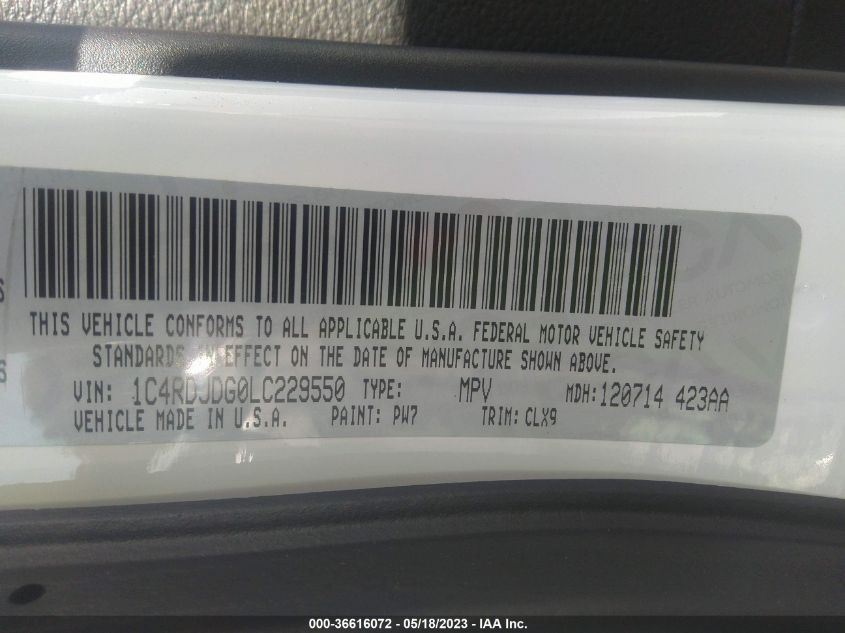 THIS VEHICLE CONFORMS TO ALL APPLICABLE U.S.A. FEDERAL MOTOR VEHICLE SAFETY
STANDARDS IN EFFECT ON THE DATE OF MANUFACTURE SHOWN ABOVE.
VIN: 1C4RDJDG0LC229550 TYPE: MPV MDH:120714 423AA
VEHICLE MADE IN U.S.A. PAINT: PW7 TRIM: CLX9
000-36616072 - 05/18/2023 - IAA Inc.